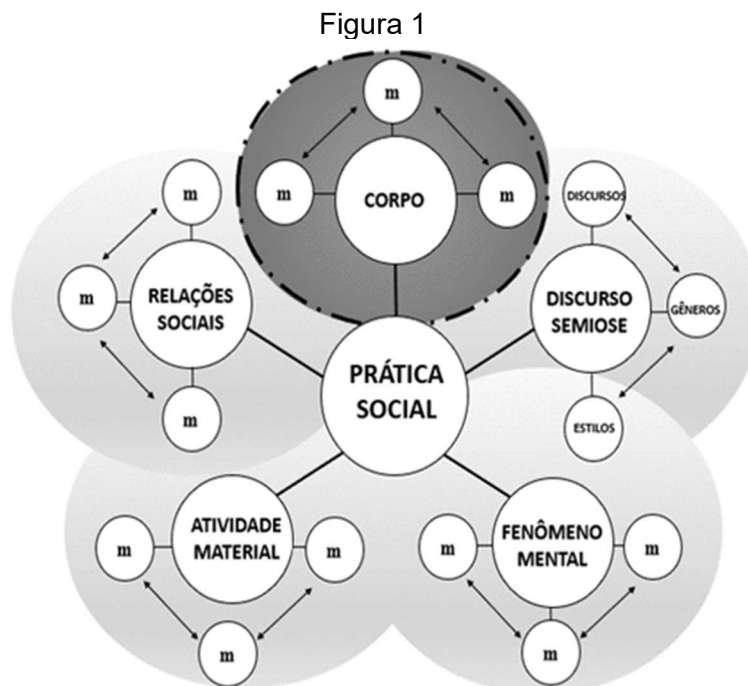 Figura 1
m
m
CORPO
m
m
m
RELAÇÕES
SOCIAIS
m
DISCURSOS
DISCURSO
SEMIOSE
GÊNEROS
ESTILOS
PRÁTICA
SOCIAL
m
ATIVIDADE
MATERIAL
m
m
m
FENÔMENO
MENTAL
m
m